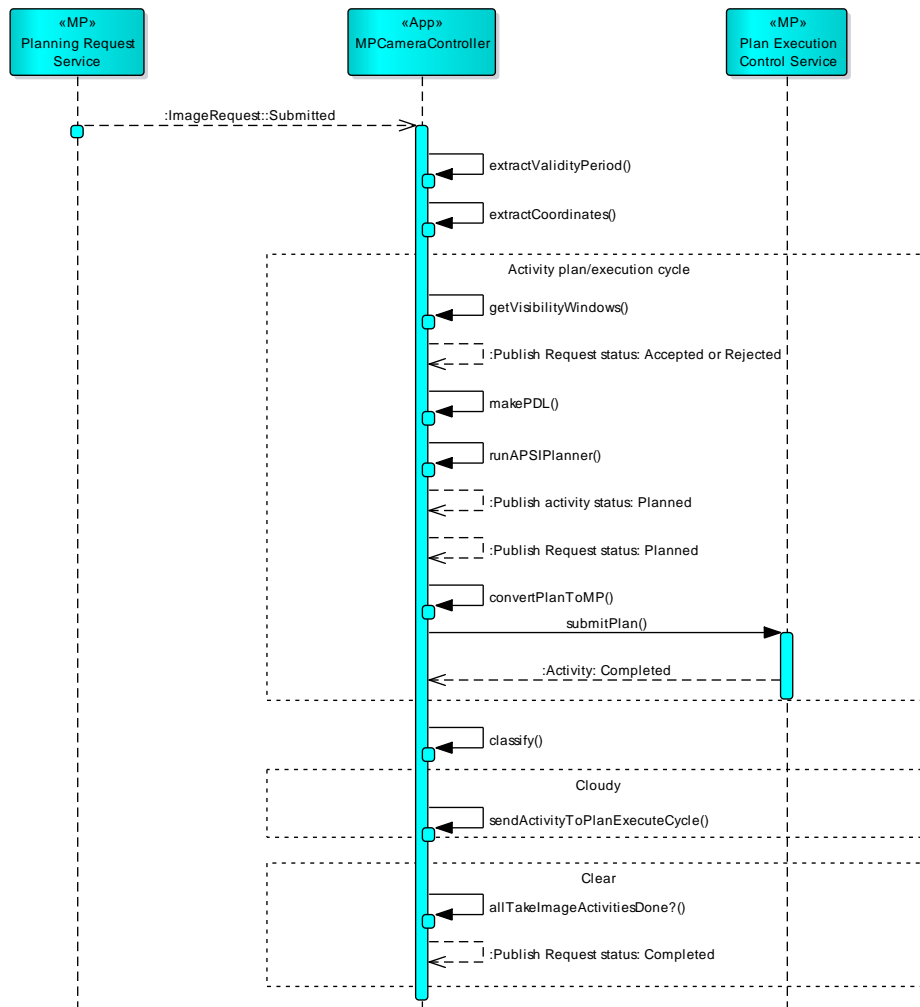 «MP»
Planning Request
Service
«App»
MPCameraController
«MP»
Plan Execution
Control Service
:ImageRequest::Submitted
extractValidityPeriod()
extractCoordinates()
Activity plan/execution cycle
getVisibilityWindows()
:Publish Request status: Accepted or Rejected
makePDL()
runAPSIPlanner()
:Publish activity status: Planned
:Publish Request status: Planned
convertPlanToMP()
submitPlan()
:Activity: Completed
classify()
Cloudy
sendActivityToPlanExecuteCycle()
Clear
allTakeImageActivitiesDone?()
:Publish Request status: Completed